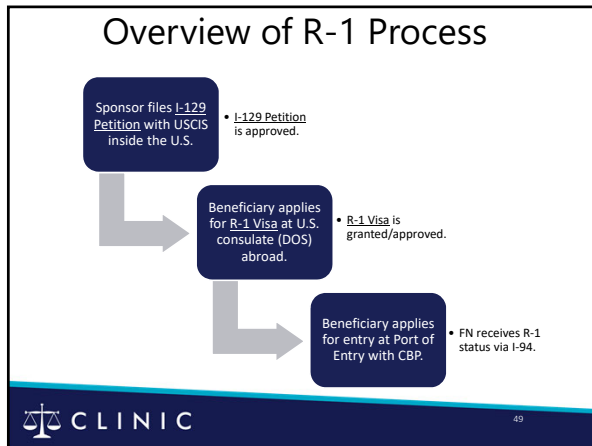 Overview of R-1 Process
Sponsor files I-129
Petition with USCIS
inside the U.S.
• I-129 Petition
is approved.
Beneficiary applies
for R-1 Visa at U.S.
consulate (DOS)
abroad.
• R-1 Visa is
granted/approved.
Beneficiary applies
for entry at Port of
Entry with CBP.
• FN receives R-1
status via I-94.
CLINIC
49